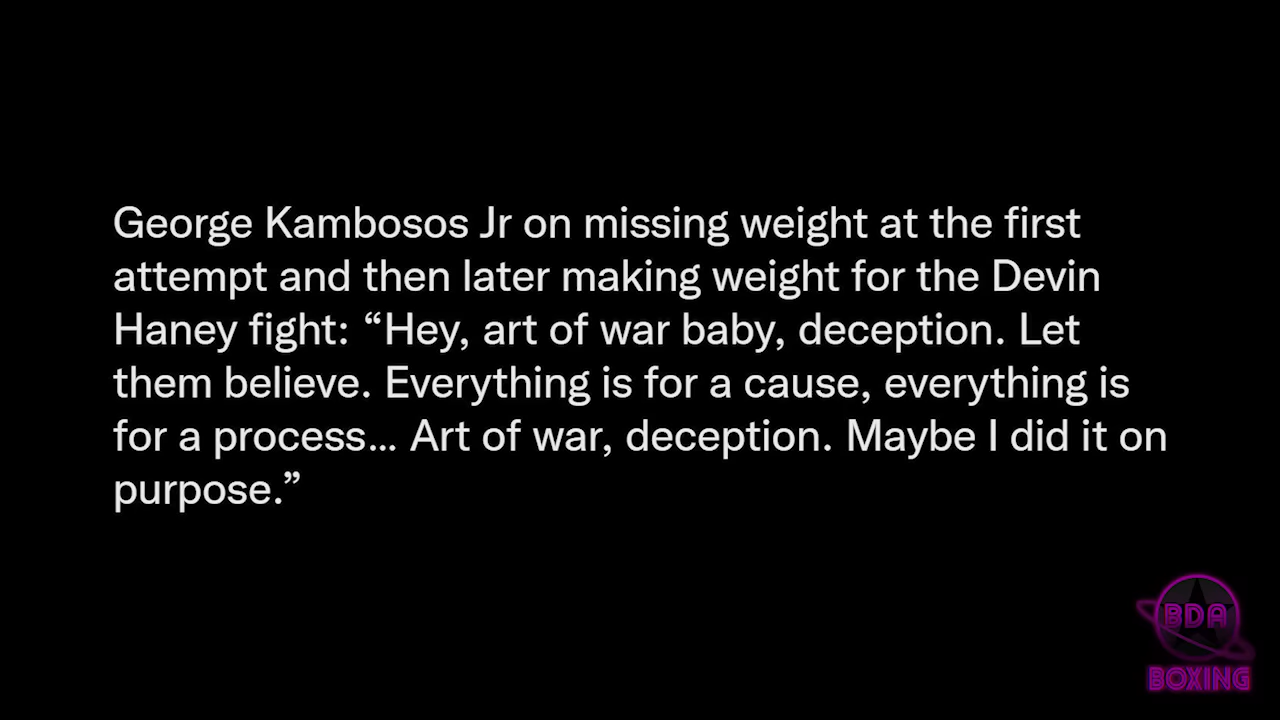 George Kambosos Jr on missing weight at the first
attempt and then later making weight for the Devin
Haney fight: “Hey, art of war baby, deception. Let
them believe. Everything is for a cause, everything is
for a process... Art of war, deception. Maybe I did it on
purpose.”
BDA
BOXING